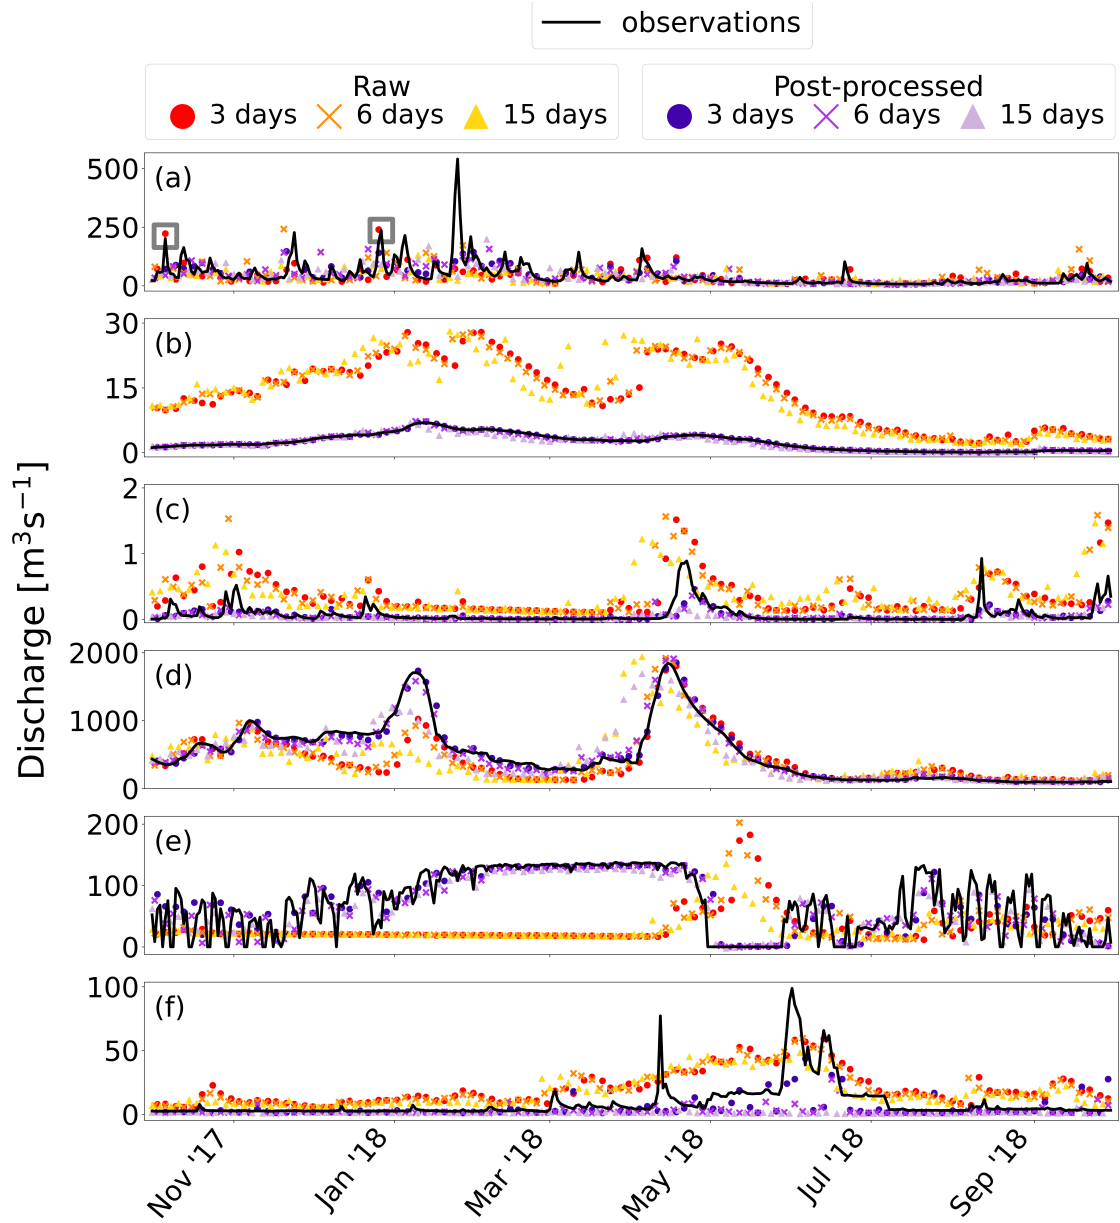 observations
Raw
3 days 6 days 15 days
Post-processed
3 days 6 days 15 days
Discharge [m³s⁻¹]
(a)
500
250
0
(b)
30
15
0
(c)
2
1
0
(d)
2000
1000
0
(e)
200
100
0
(f)
100
50
0
Nov '17 Jan '18 Mar '18 May '18 Jul '18 Sep '18